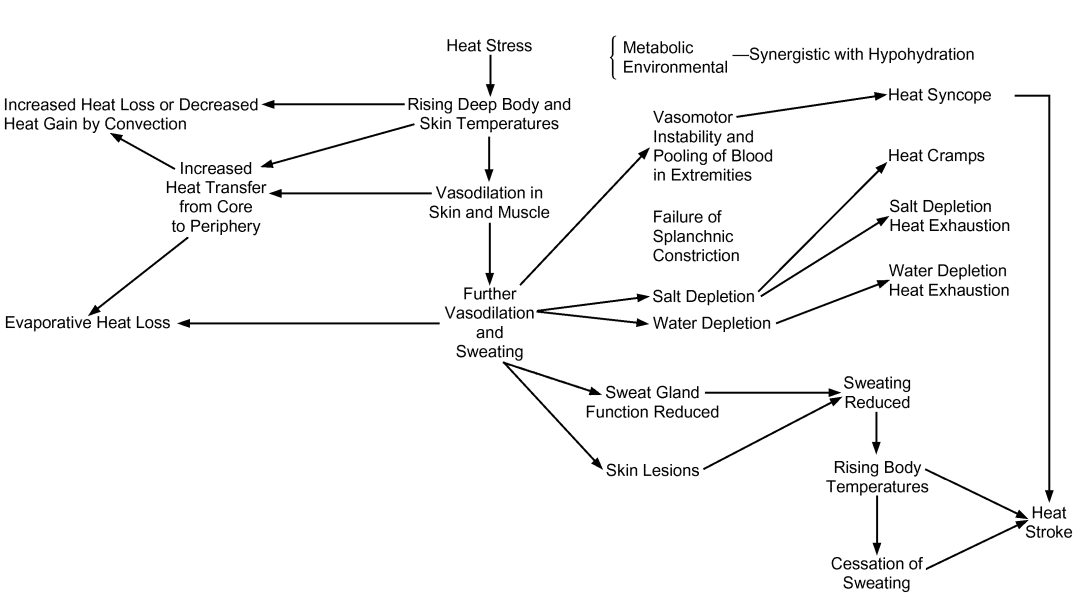 Heat Stress
Metabolic
Environmental
—Synergistic with Hypohydration
Increased Heat Loss or Decreased
Heat Gain by Convection
Rising Deep Body and
Skin Temperatures
Increased
Heat Transfer
from Core
to Periphery
Vasodilation in
Skin and Muscle
Evaporative Heat Loss
Further
Vasodilation
and
Sweating
Vasomotor
Instability and
Pooling of Blood
in Extremities
Failure of
Splanchnic
Constriction
Salt Depletion
Water Depletion
Heat Syncope
Heat Cramps
Salt Depletion
Heat Exhaustion
Water Depletion
Heat Exhaustion
Sweat Gland
Function Reduced
Skin Lesions
Sweating
Reduced
Rising Body
Temperatures
Cessation of
Sweating
Heat
Stroke